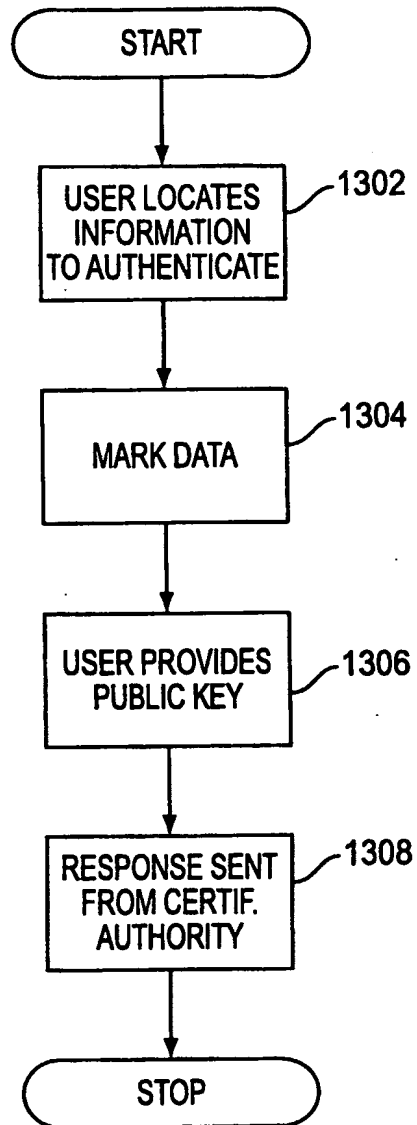 START
1302
USER LOCATES
INFORMATION
TO AUTHENTICATE
1304
MARK DATA
1306
USER PROVIDES
PUBLIC KEY
1308
RESPONSE SENT
FROM CERTIF.
AUTHORITY
STOP